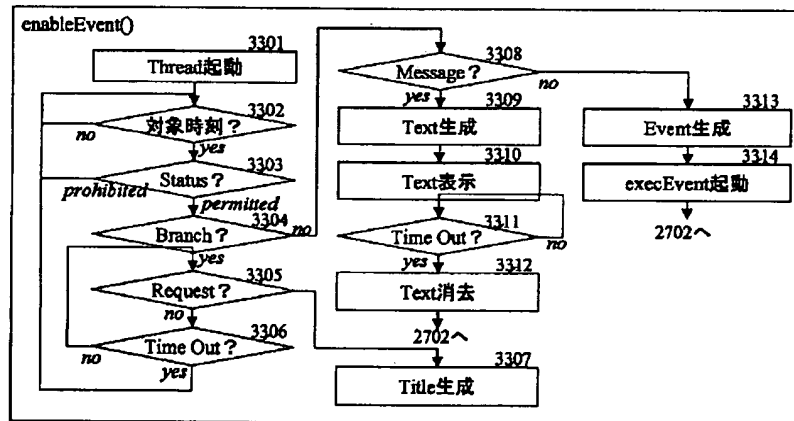 enableEvent()
3301
Thread起動
3302
対象時刻？
no
yes
3303
Status？
prohibited
permitted
3304
Branch？
no
yes
3305
Request？
no
3306
Time Out？
no
yes
3308
Message？
yes
no
3309
Text生成
3310
Text表示
3311
Time Out？
no
yes
3312
Text消去
2702へ
3307
Title生成
3313
Event生成
3314
execEvent起動
2702へ